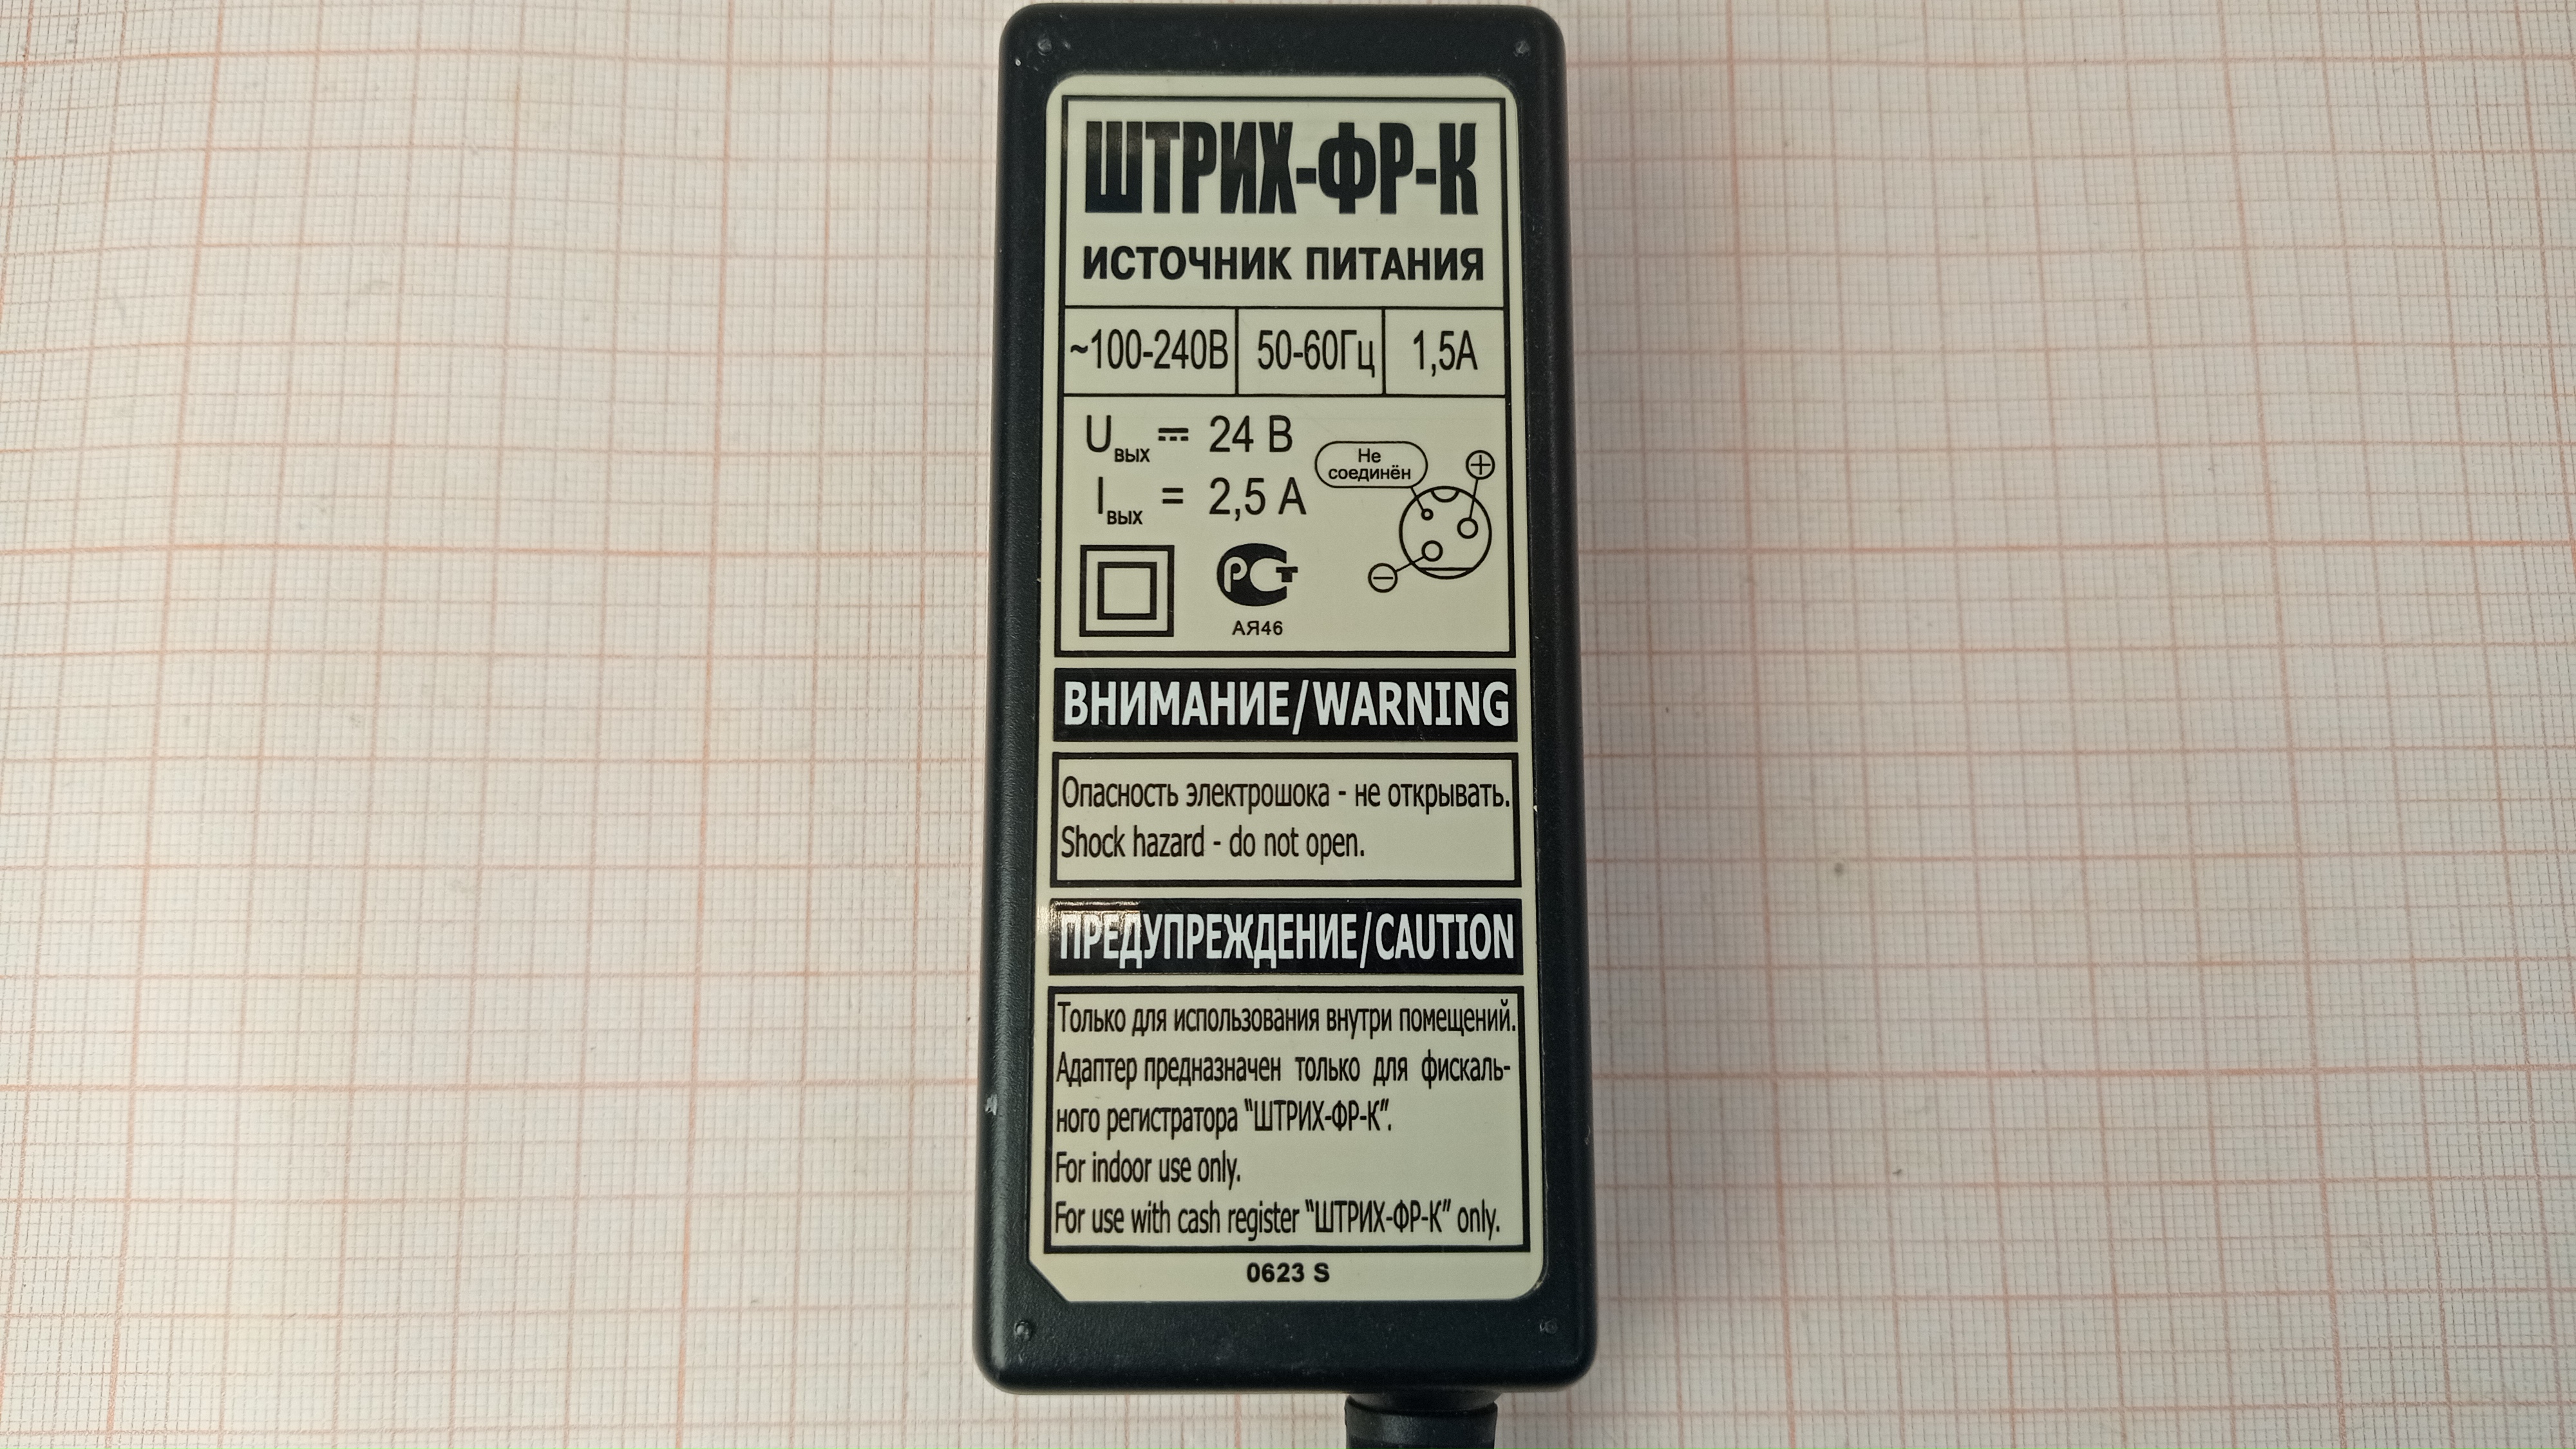 ШТРИХ-ФР-К
ИСТОЧНИК ПИТАНИЯ
~100-240В 50-60Гц 1,5А
Uвых ⎓ 24 В
Не
соединён
+
Iвых = 2,5 А
−
РСТ
АЯ46
ВНИМАНИЕ/WARNING
Опасность электрошока - не открывать.
Shock hazard - do not open.
ПРЕДУПРЕЖДЕНИЕ/CAUTION
Только для использования внутри помещений.
Адаптер предназначен только для фискаль-
ного регистратора "ШТРИХ-ФР-К".
For indoor use only.
For use with cash register "ШТРИХ-ФР-К" only.
0623 S